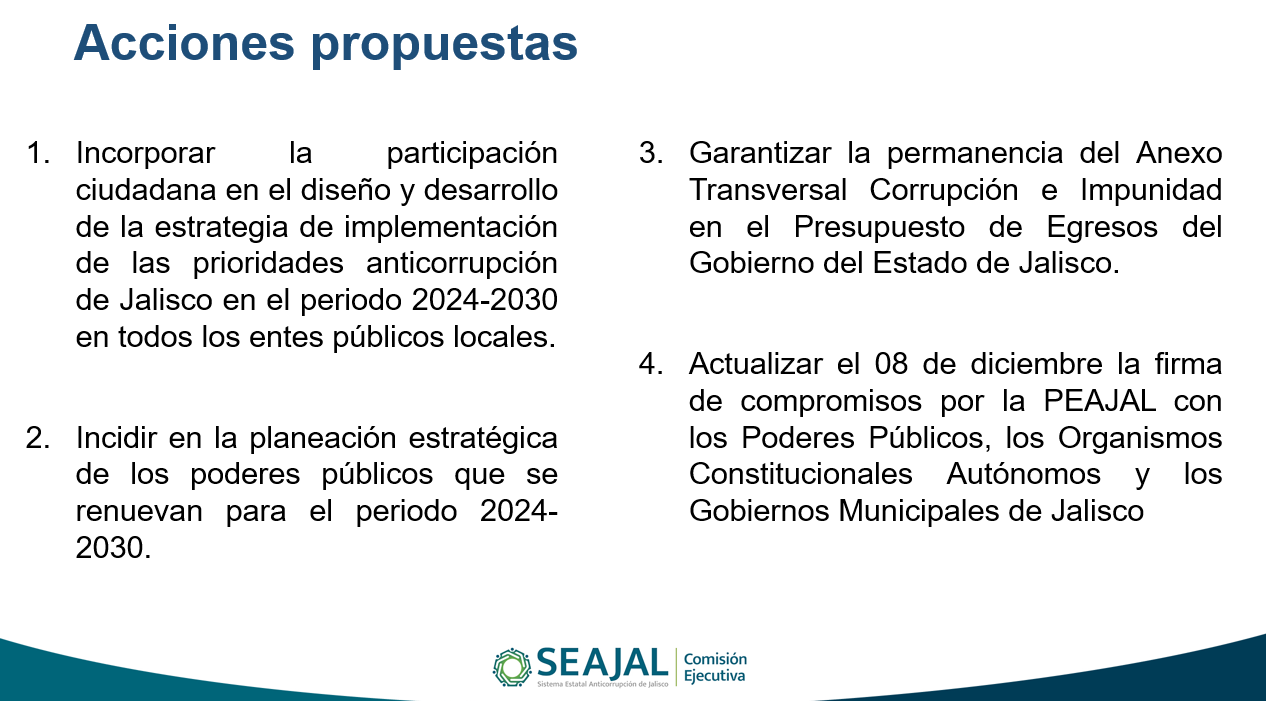 Acciones propuestas
1. Incorporar la participación
ciudadana en el diseño y desarrollo
de la estrategia de implementación
de las prioridades anticorrupción
de Jalisco en el periodo 2024-2030
en todos los entes públicos locales.
2. Incidir en la planeación estratégica
de los poderes públicos que se
renuevan para el periodo 2024-
2030.
3. Garantizar la permanencia del Anexo
Transversal Corrupción e Impunidad
en el Presupuesto de Egresos del
Gobierno del Estado de Jalisco.
4. Actualizar el 08 de diciembre la firma
de compromisos por la PEAJAL con
los Poderes Públicos, los Organismos
Constitucionales Autónomos y los
Gobiernos Municipales de Jalisco
SEAJAL
Sistema Estatal Anticorrupción de Jalisco
Comisión
Ejecutiva